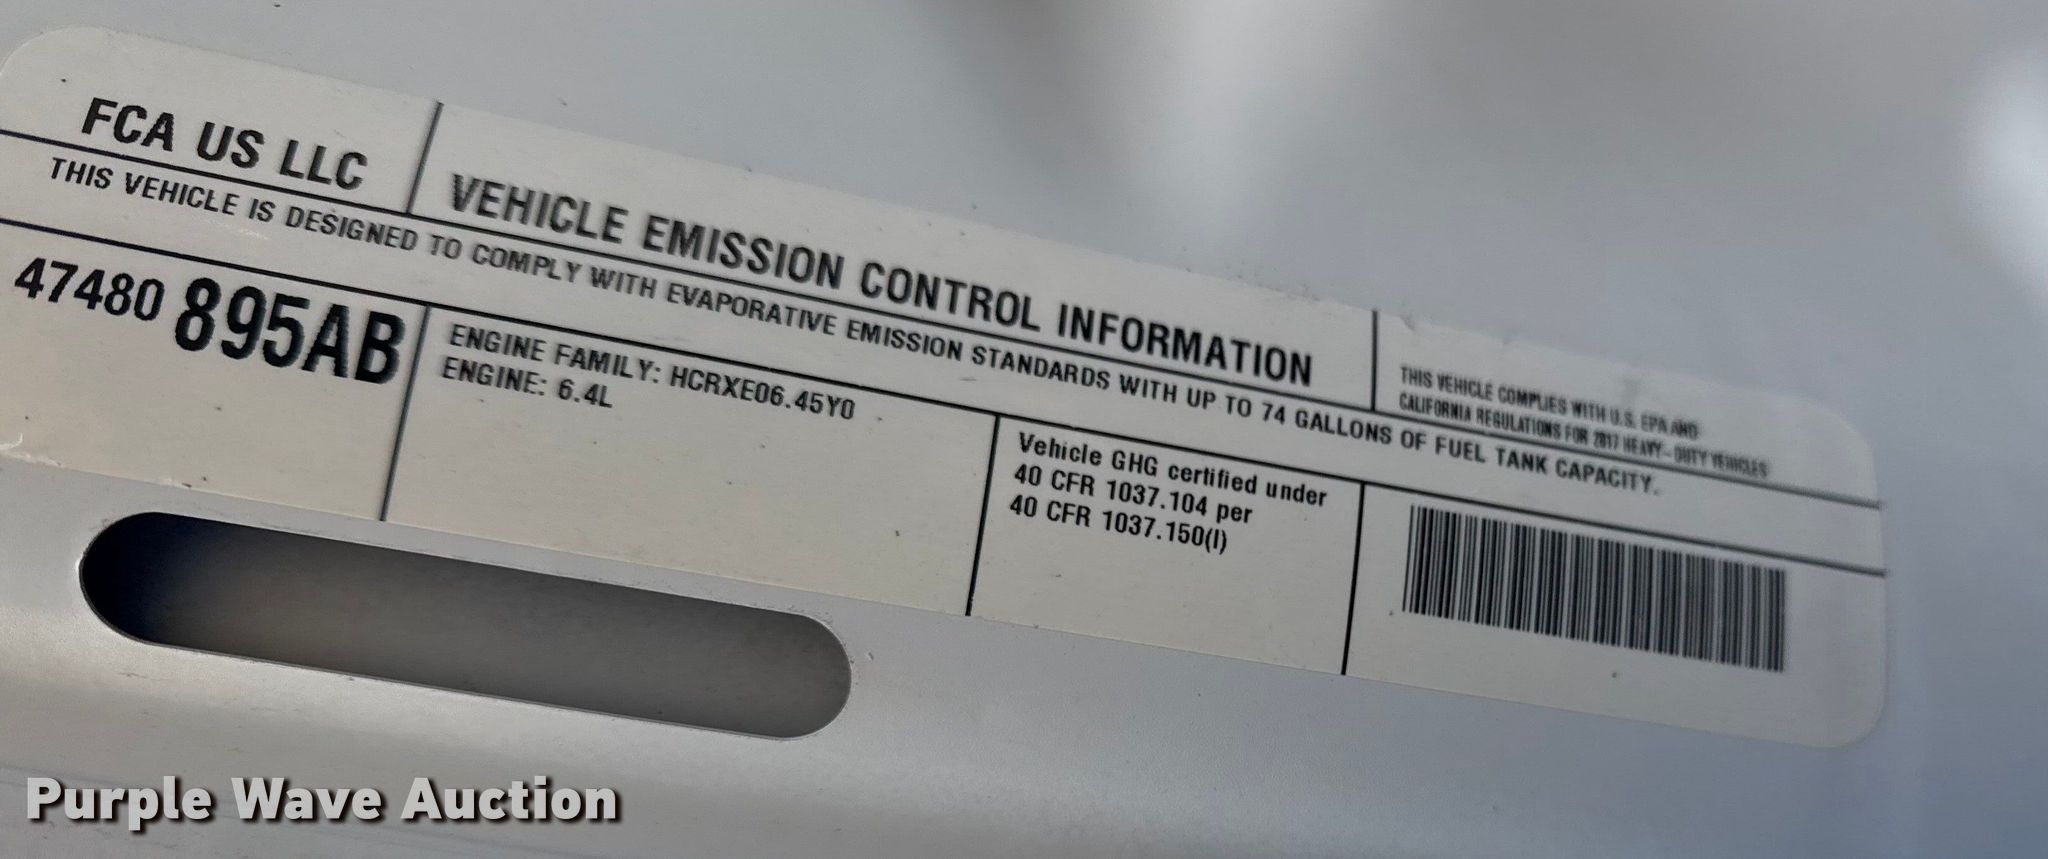 FCA US LLC
VEHICLE EMISSION CONTROL INFORMATION
THIS VEHICLE COMPLIES WITH U.S. EPA AND
CALIFORNIA REGULATIONS FOR 2017 HEAVY-DUTY VEHICLES
THIS VEHICLE IS DESIGNED TO COMPLY WITH EVAPORATIVE EMISSION STANDARDS WITH UP TO 74 GALLONS OF FUEL TANK CAPACITY.
47480 895AB
ENGINE FAMILY: HCRXE06.45Y0
ENGINE: 6.4L
Vehicle GHG certified under
40 CFR 1037.104 per
40 CFR 1037.150(l)
Purple Wave Auction